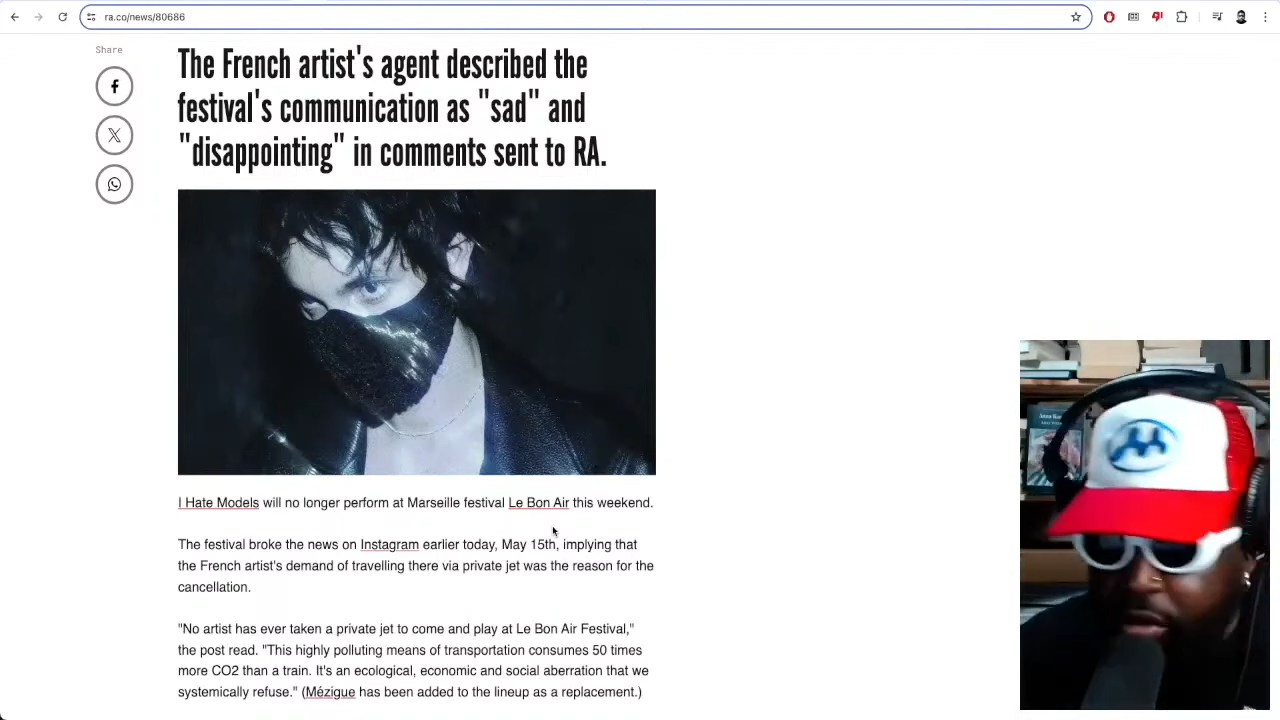 ra.co/news/80686
Share
The French artist's agent described the
festival's communication as "sad" and
"disappointing" in comments sent to RA.
I Hate Models will no longer perform at Marseille festival Le Bon Air this weekend.
The festival broke the news on Instagram earlier today, May 15th, implying that
the French artist's demand of travelling there via private jet was the reason for the
cancellation.
"No artist has ever taken a private jet to come and play at Le Bon Air Festival,"
the post read. "This highly polluting means of transportation consumes 50 times
more CO2 than a train. It's an ecological, economic and social aberration that we
systemically refuse." (Mézigue has been added to the lineup as a replacement.)